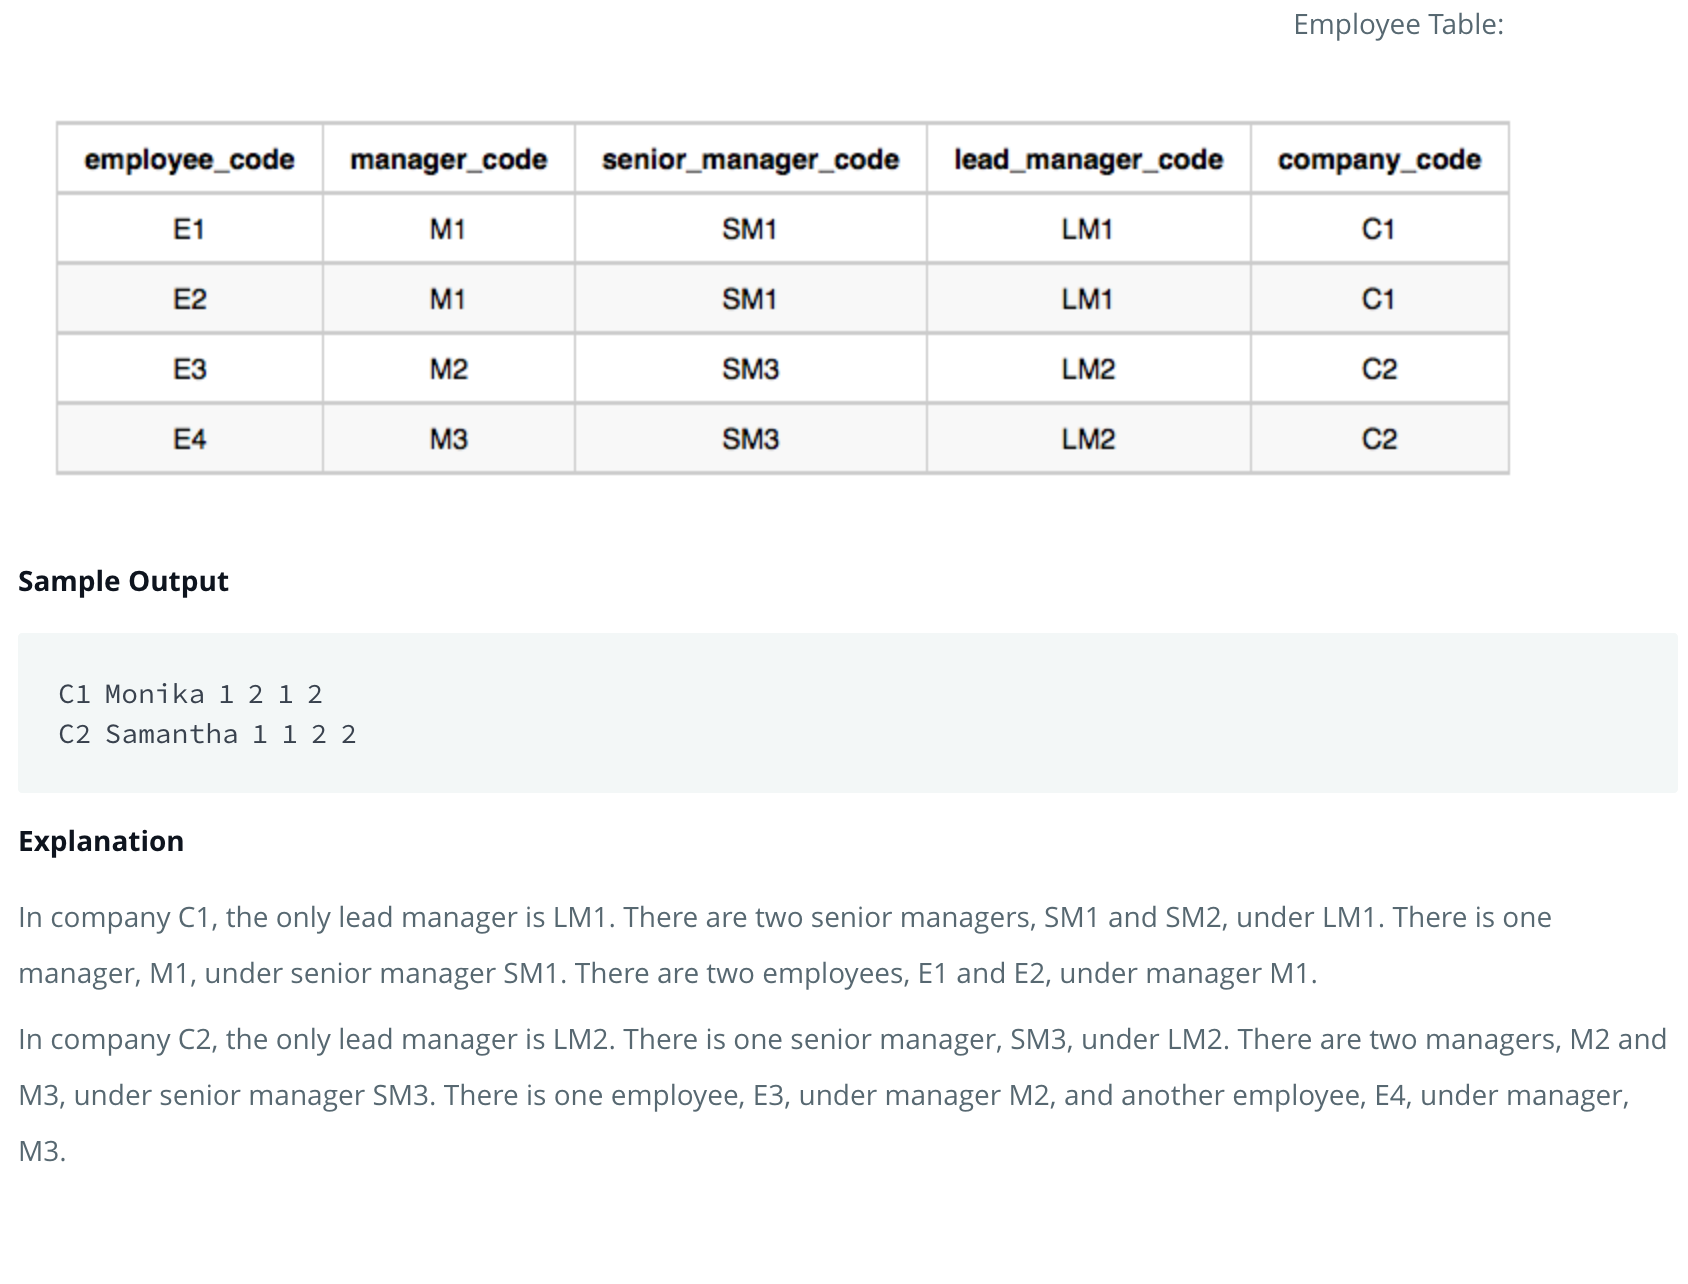 Employee Table:
employee_code manager_code senior_manager_code lead_manager_code company_code
E1 M1 SM1 LM1 C1
E2 M1 SM1 LM1 C1
E3 M2 SM3 LM2 C2
E4 M3 SM3 LM2 C2
Sample Output
C1 Monika 1 2 1 2
C2 Samantha 1 1 2 2
Explanation
In company C1, the only lead manager is LM1. There are two senior managers, SM1 and SM2, under LM1. There is one
manager, M1, under senior manager SM1. There are two employees, E1 and E2, under manager M1.
In company C2, the only lead manager is LM2. There is one senior manager, SM3, under LM2. There are two managers, M2 and
M3, under senior manager SM3. There is one employee, E3, under manager M2, and another employee, E4, under manager,
M3.